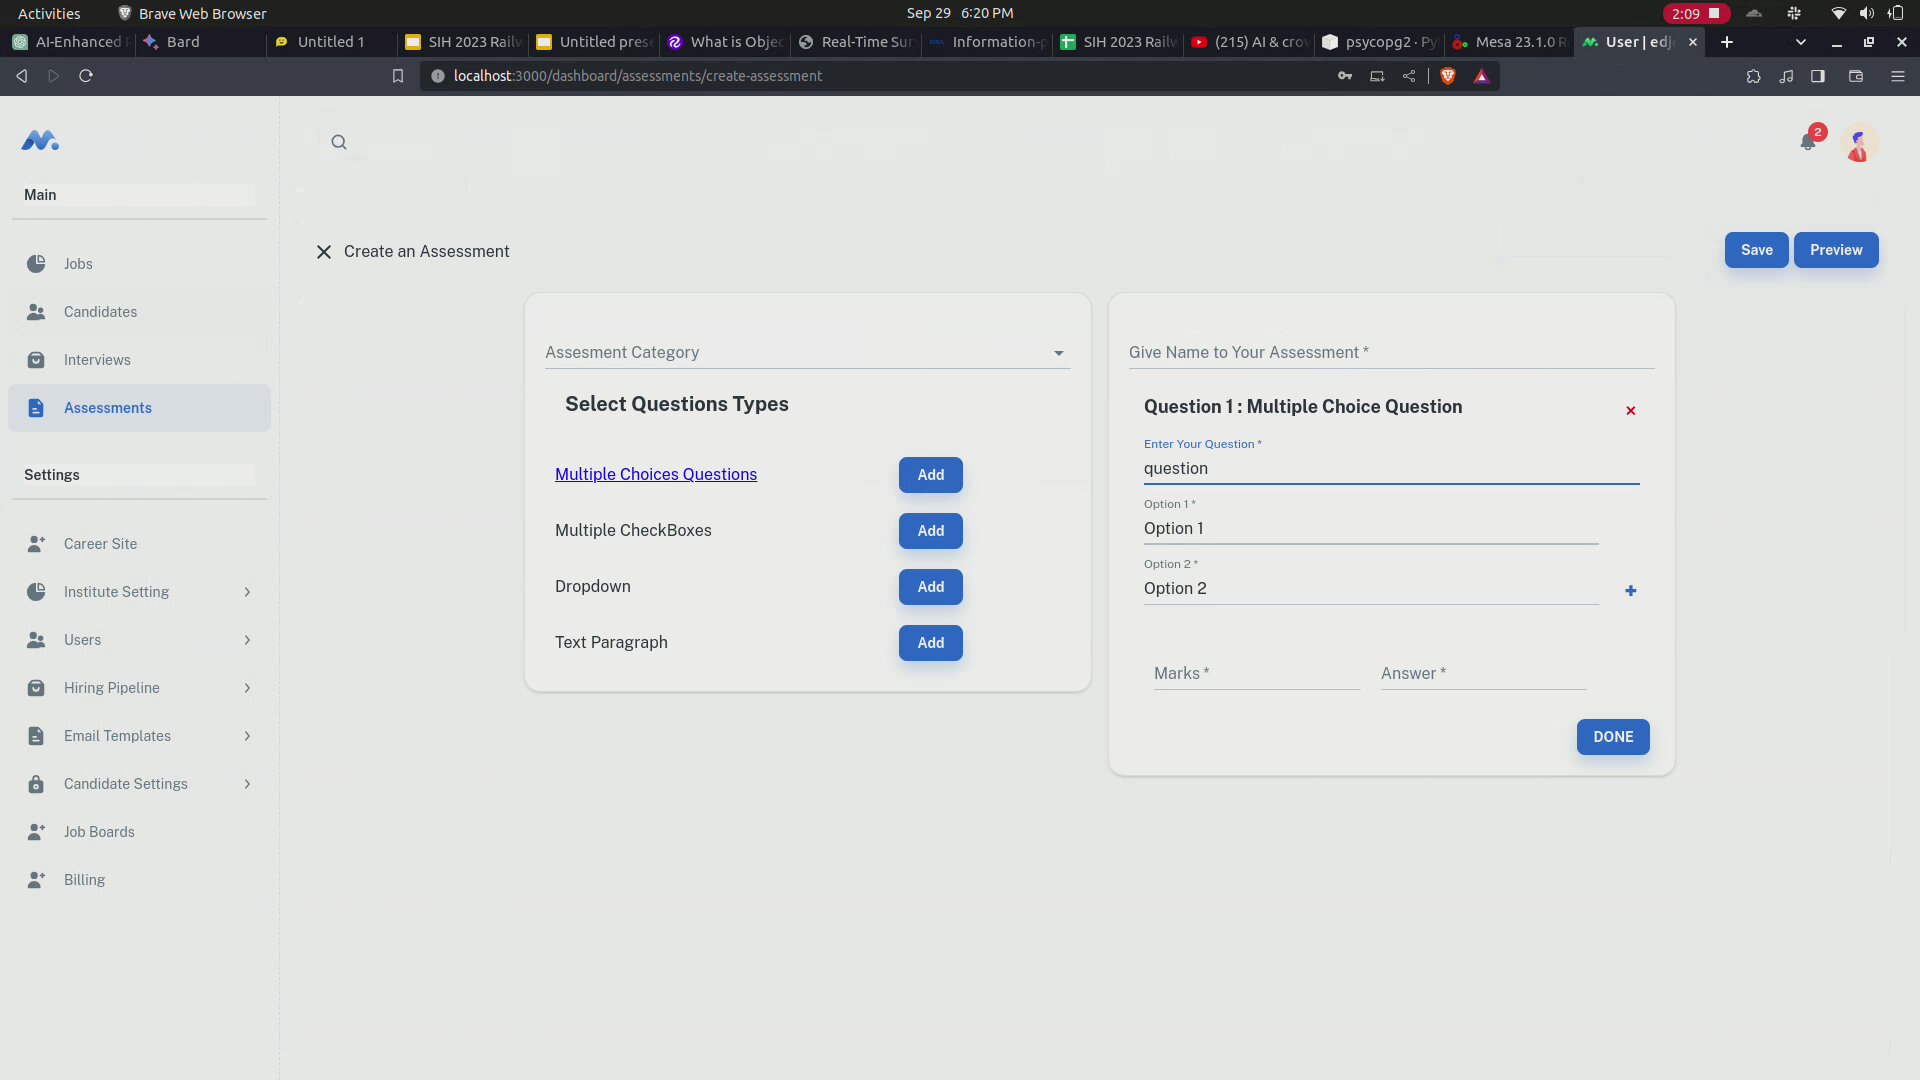 Activities
Brave Web Browser
Sep 29 6:20 PM
2:09
AI-Enhanced
Bard
Untitled 1
SIH 2023 Railw
Untitled prese
What is Objec
Real-Time Sur
Information-p
SIH 2023 Railw
(215) AI & crow
psycopg2 · Py
Mesa 23.1.0 R
User | edjo
localhost:3000/dashboard/assessments/create-assessment
2
Main
Jobs
Candidates
Interviews
Assessments
Settings
Career Site
Institute Setting
Users
Hiring Pipeline
Email Templates
Candidate Settings
Job Boards
Billing
Create an Assessment
Save
Preview
Assesment Category
Select Questions Types
Multiple Choices Questions
Add
Multiple CheckBoxes
Add
Dropdown
Add
Text Paragraph
Add
Give Name to Your Assessment *
Question 1 : Multiple Choice Question
Enter Your Question *
question
Option 1 *
Option 1
Option 2 *
Option 2
Marks *
Answer *
DONE